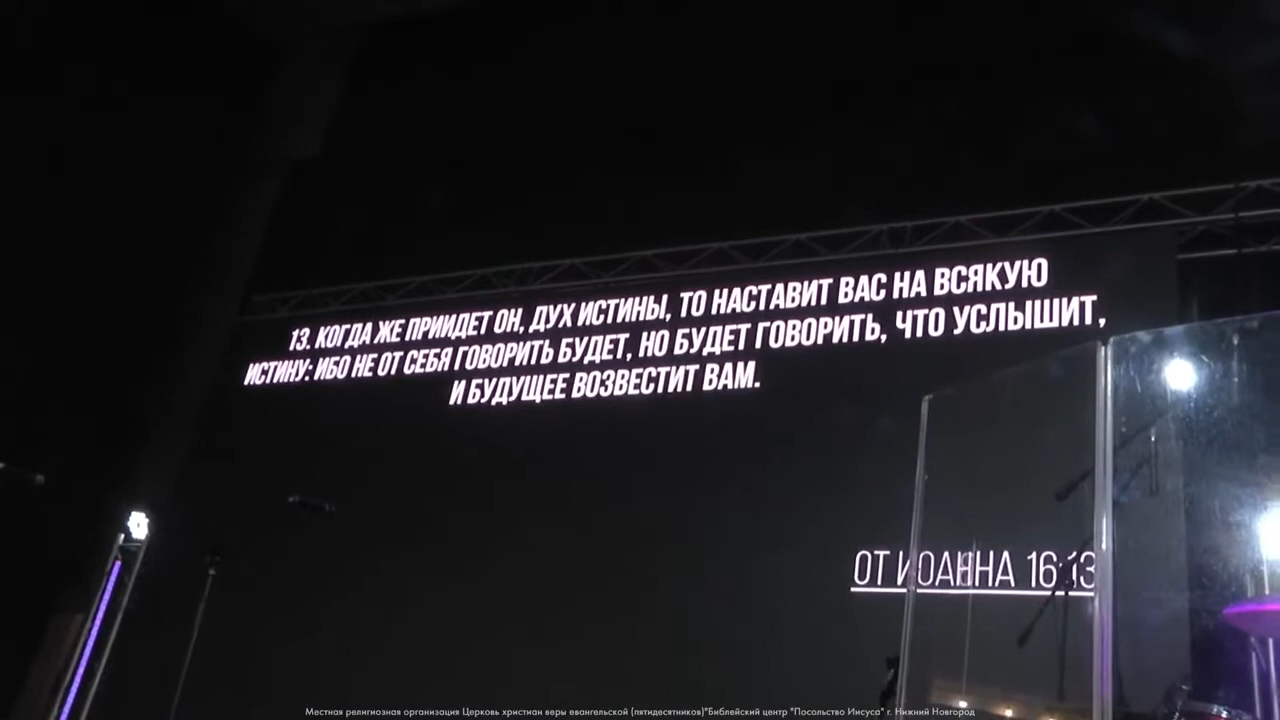 13. КОГДА ЖЕ ПРИИДЕТ ОН, ДУХ ИСТИНЫ, ТО НАСТАВИТ ВАС НА ВСЯКУЮ
ИСТИНУ: ИБО НЕ ОТ СЕБЯ ГОВОРИТЬ БУДЕТ, НО БУДЕТ ГОВОРИТЬ, ЧТО УСЛЫШИТ,
И БУДУЩЕЕ ВОЗВЕСТИТ ВАМ.
ОТ ИОАННА 16:13
Местная религиозная организация Церковь христиан веры евангельской (пятидесятников)"Библейский центр "Посольство Иисуса" г. Нижний Новгород